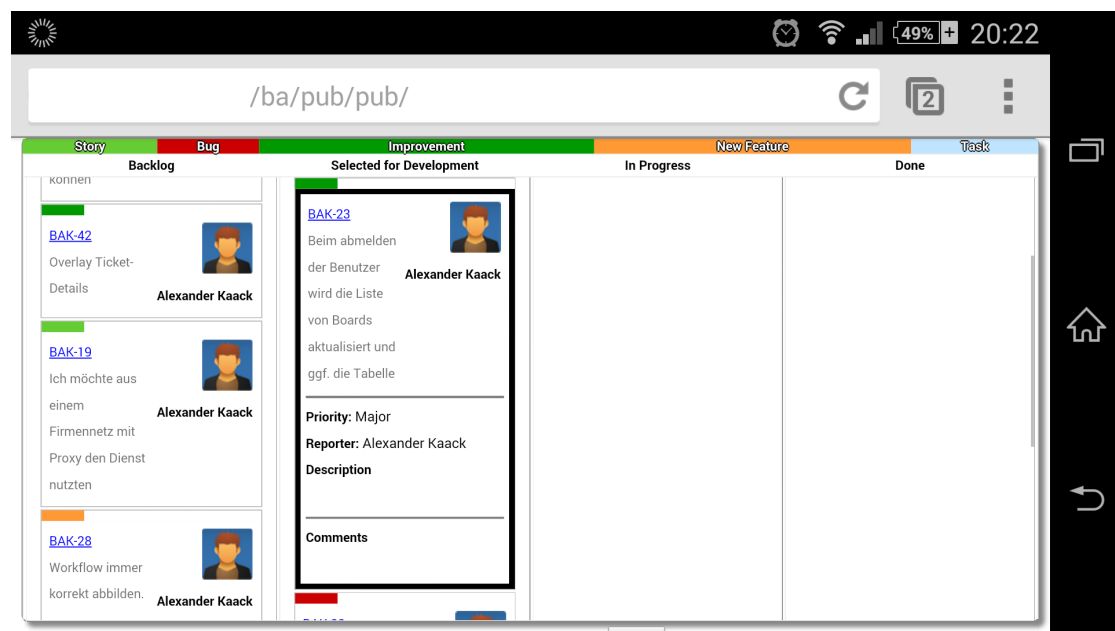 49%
20:22
/ba/pub/pub/
2
Story
Bug
Improvement
New Feature
Task
Backlog
Selected for Development
In Progress
Done
können
BAK-42
Overlay Ticket-
Details
Alexander Kaack
BAK-19
Ich möchte aus
einem
Firmennetz mit
Proxy den Dienst
nutzten
Alexander Kaack
BAK-28
Workflow immer
korrekt abbilden.
Alexander Kaack
BAK-23
Beim abmelden
der Benutzer
wird die Liste
von Boards
aktualisiert und
ggf. die Tabelle
Alexander Kaack
Priority: Major
Reporter: Alexander Kaack
Description
Comments